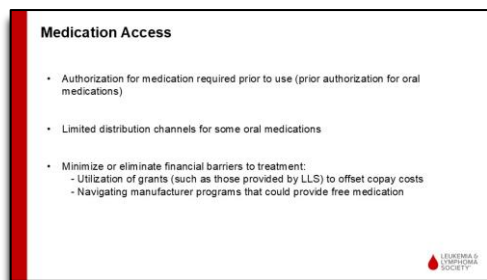 Medication Access
• Authorization for medication required prior to use (prior authorization for oral
medications)
• Limited distribution channels for some oral medications
• Minimize or eliminate financial barriers to treatment:
- Utilization of grants (such as those provided by LLS) to offset copay costs
- Navigating manufacturer programs that could provide free medication
LEUKEMIA &
LYMPHOMA
SOCIETY